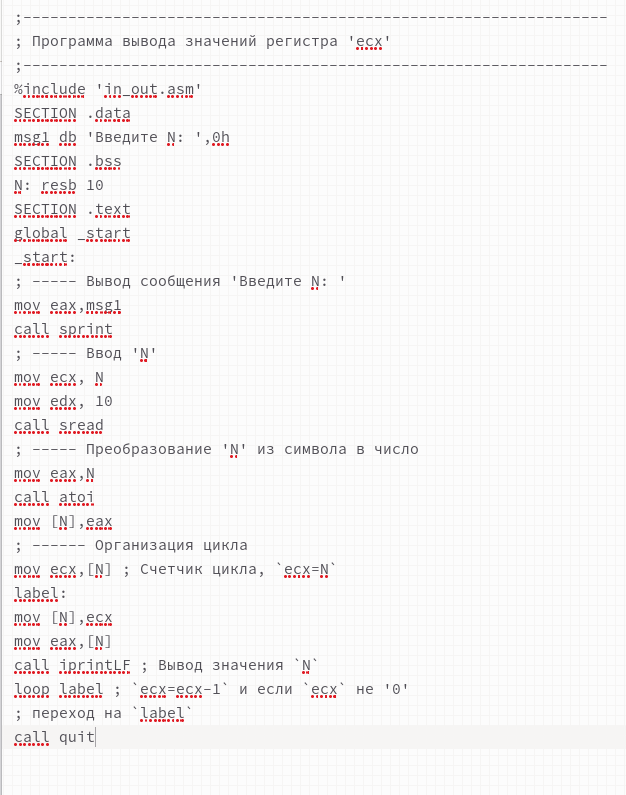 ;-----------------------------------------------------------------
; Программа вывода значений регистра 'ecx'
;-----------------------------------------------------------------
%include 'in_out.asm'
SECTION .data
msg1 db 'Введите N: ',0h
SECTION .bss
N: resb 10
SECTION .text
global _start
_start:
; ----- Вывод сообщения 'Введите N: '
mov eax,msg1
call sprint
; ----- Ввод 'N'
mov ecx, N
mov edx, 10
call sread
; ----- Преобразование 'N' из символа в число
mov eax,N
call atoi
mov [N],eax
; ------ Организация цикла
mov ecx,[N] ; Счетчик цикла, `ecx=N`
label:
mov [N],ecx
mov eax,[N]
call iprintLF ; Вывод значения `N`
loop label ; `ecx=ecx-1` и если `ecx` не '0'
; переход на `label`
call quit